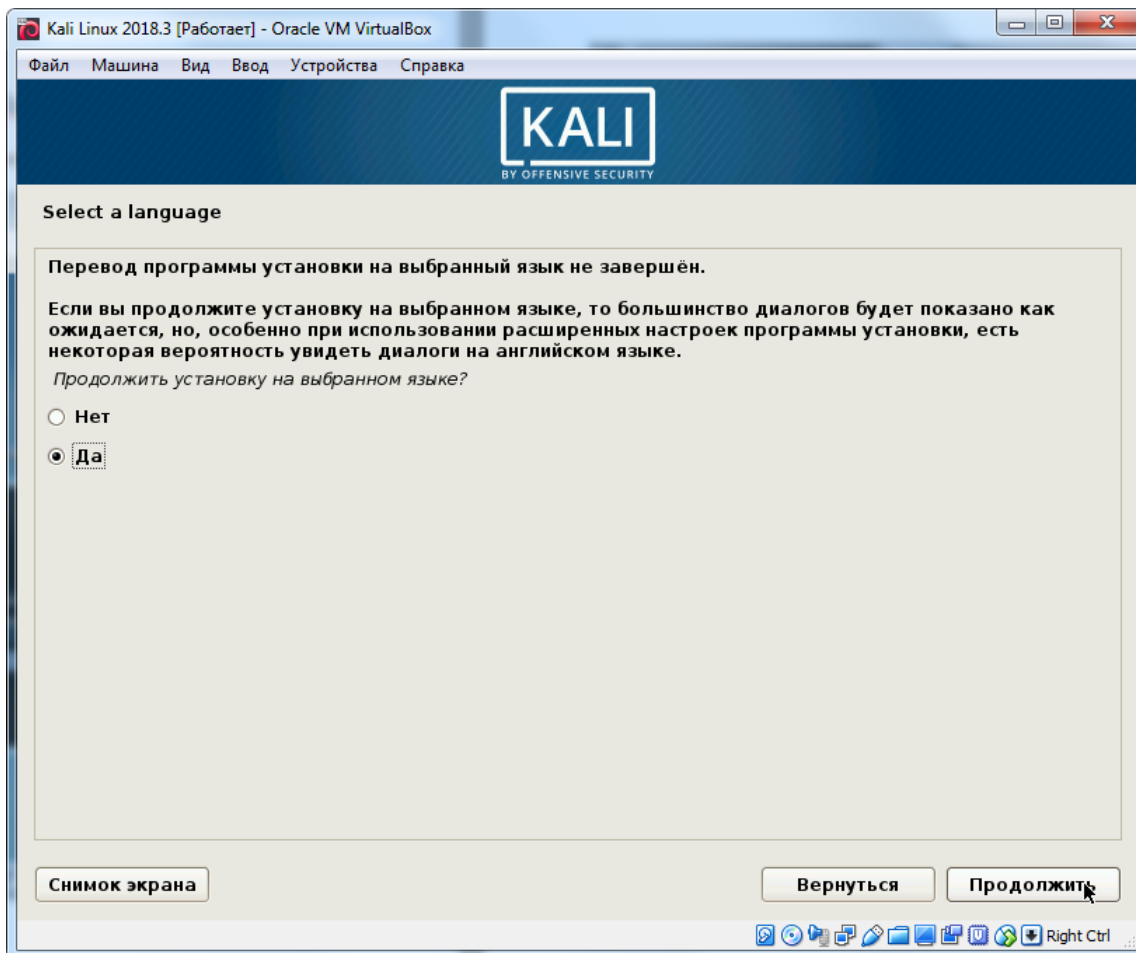 Kali Linux 2018.3 [Работает] - Oracle VM VirtualBox
Файл Машина Вид Ввод Устройства Справка
KALI
BY OFFENSIVE SECURITY
Select a language
Перевод программы установки на выбранный язык не завершён.
Если вы продолжите установку на выбранном языке, то большинство диалогов будет показано как
ожидается, но, особенно при использовании расширенных настроек программы установки, есть
некоторая вероятность увидеть диалоги на английском языке.
Продолжить установку на выбранном языке?
Нет
Да
Снимок экрана Вернуться Продолжить
Right Ctrl